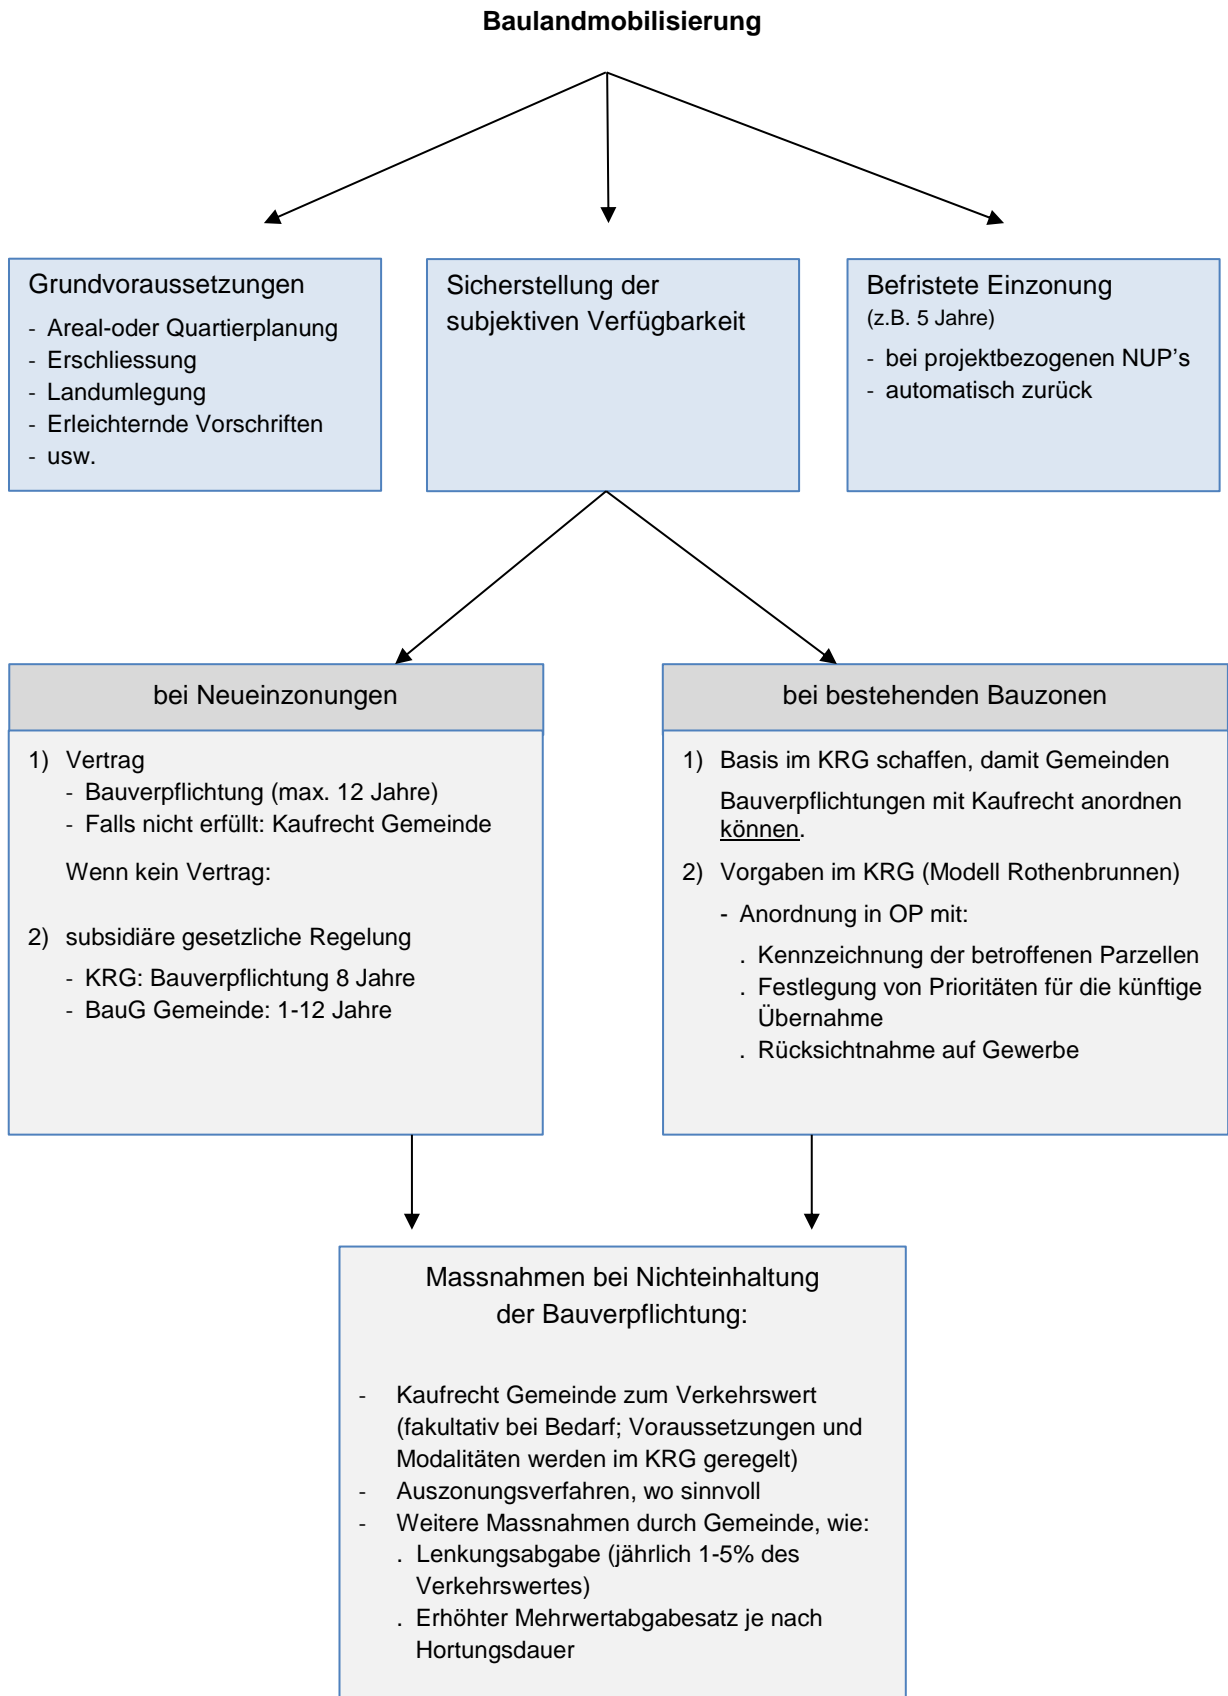 Baulandmobilisierung
Grundvoraussetzungen
- Areal-oder Quartierplanung
- Erschliessung
- Landumlegung
- Erleichternde Vorschriften
- usw.
Sicherstellung der
subjektiven Verfügbarkeit
Befristete Einzonung
(z.B. 5 Jahre)
- bei projektbezogenen NUP's
- automatisch zurück
bei Neueinzonungen
1) Vertrag
- Bauverpflichtung (max. 12 Jahre)
- Falls nicht erfüllt: Kaufrecht Gemeinde
Wenn kein Vertrag:
2) subsidiäre gesetzliche Regelung
- KRG: Bauverpflichtung 8 Jahre
- BauG Gemeinde: 1-12 Jahre
bei bestehenden Bauzonen
1) Basis im KRG schaffen, damit Gemeinden
Bauverpflichtungen mit Kaufrecht anordnen
können.
2) Vorgaben im KRG (Modell Rothenbrunnen)
- Anordnung in OP mit:
. Kennzeichnung der betroffenen Parzellen
. Festlegung von Prioritäten für die künftige
Übernahme
. Rücksichtnahme auf Gewerbe
Massnahmen bei Nichteinhaltung
der Bauverpflichtung:
- Kaufrecht Gemeinde zum Verkehrswert
(fakultativ bei Bedarf; Voraussetzungen und
Modalitäten werden im KRG geregelt)
- Auszonungsverfahren, wo sinnvoll
- Weitere Massnahmen durch Gemeinde, wie:
. Lenkungsabgabe (jährlich 1-5% des
Verkehrswertes)
. Erhöhter Mehrwertabgabesatz je nach
Hortungsdauer